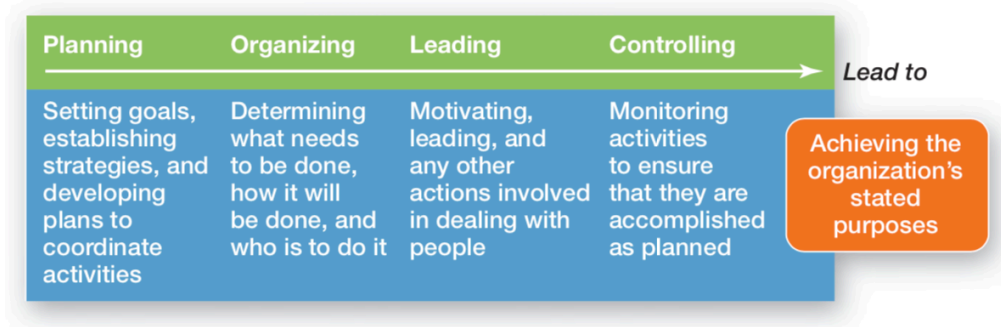 Planning
Organizing
Leading
Controlling
Lead to
Setting goals,
establishing
strategies, and
developing
plans to
coordinate
activities
Determining
what needs
to be done,
how it will
be done, and
who is to do it
Motivating,
leading, and
any other
actions involved
in dealing with
people
Monitoring
activities
to ensure
that they are
accomplished
as planned
Achieving the
organization's
stated
purposes